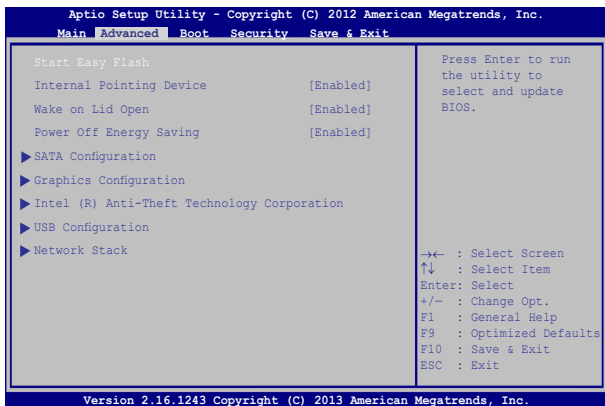 Aptio Setup Utility - Copyright (C) 2012 American Megatrends, Inc.
Main Advanced Boot Security Save & Exit
Start Easy Flash
Internal Pointing Device [Enabled]
Wake on Lid Open [Enabled]
Power Off Energy Saving [Enabled]
SATA Configuration
Graphics Configuration
Intel (R) Anti-Theft Technology Corporation
USB Configuration
Network Stack
Press Enter to run
the utility to
select and update
BIOS.
→← : Select Screen
↑↓ : Select Item
Enter: Select
+/— : Change Opt.
F1 : General Help
F9 : Optimized Defaults
F10 : Save & Exit
ESC : Exit
Version 2.16.1243 Copyright (C) 2013 American Megatrends, Inc.